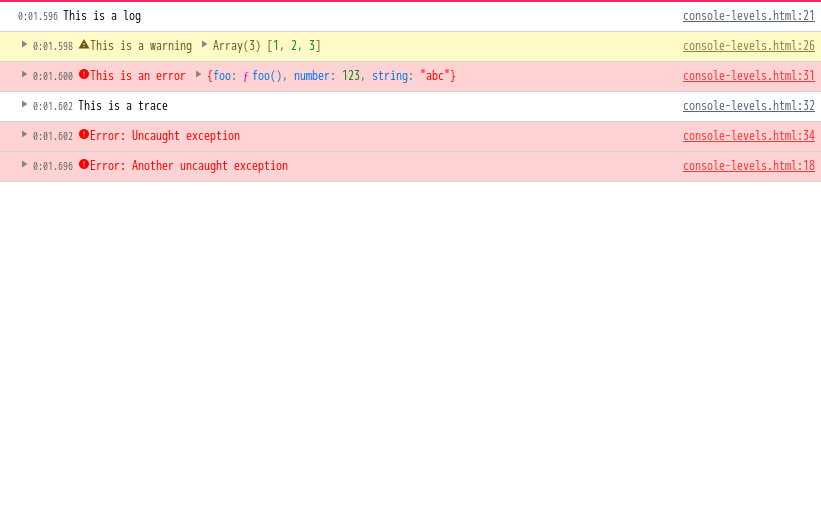 0:01.596 This is a log console-levels.html:21
0:01.598 This is a warning Array(3) [1, 2, 3] console-levels.html:26
0:01.600 This is an error {foo: ƒ foo(), number: 123, string: "abc"} console-levels.html:31
0:01.602 This is a trace console-levels.html:32
0:01.602 Error: Uncaught exception console-levels.html:34
0:01.696 Error: Another uncaught exception console-levels.html:18